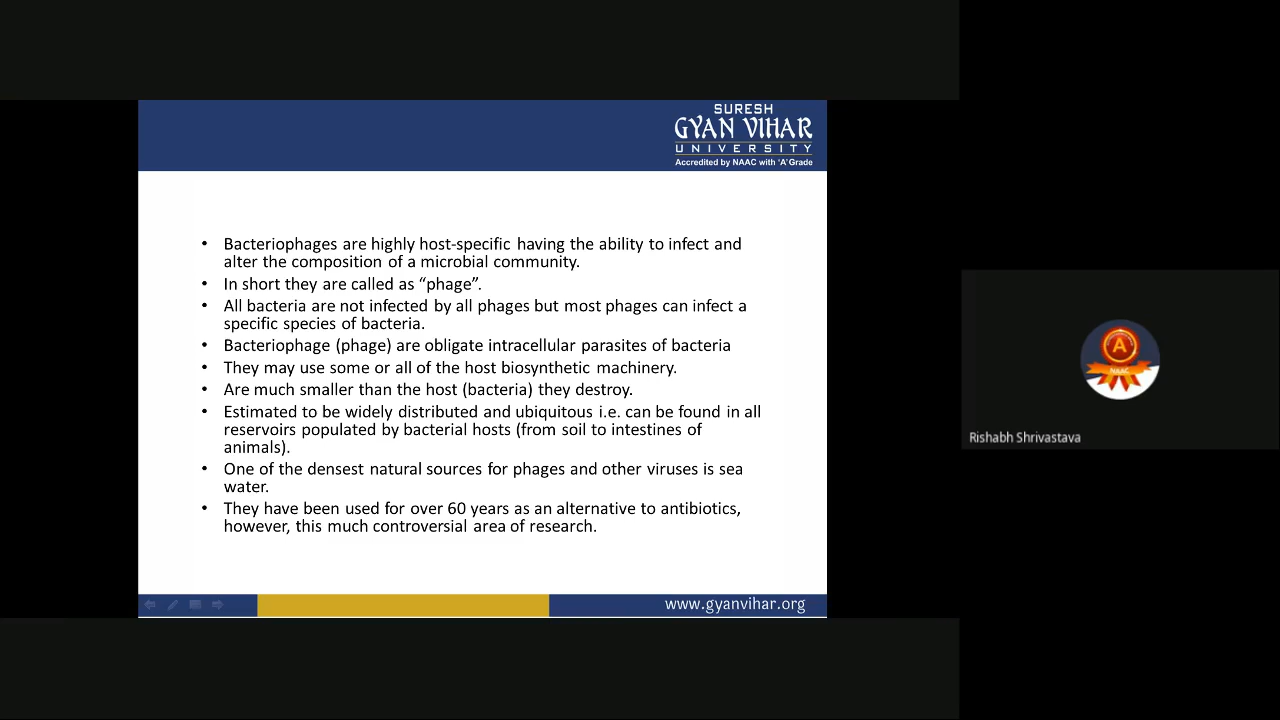 SURESH
GYAN VIHAR
UNIVERSITY
Accredited by NAAC with 'A' Grade
• Bacteriophages are highly host-specific having the ability to infect and
alter the composition of a microbial community.
• In short they are called as “phage”.
• All bacteria are not infected by all phages but most phages can infect a
specific species of bacteria.
• Bacteriophage (phage) are obligate intracellular parasites of bacteria
• They may use some or all of the host biosynthetic machinery.
• Are much smaller than the host (bacteria) they destroy.
• Estimated to be widely distributed and ubiquitous i.e. can be found in all
reservoirs populated by bacterial hosts (from soil to intestines of
animals).
• One of the densest natural sources for phages and other viruses is sea
water.
• They have been used for over 60 years as an alternative to antibiotics,
however, this much controversial area of research.
www.gyanvihar.org
A
NAAC
Rishabh Shrivastava